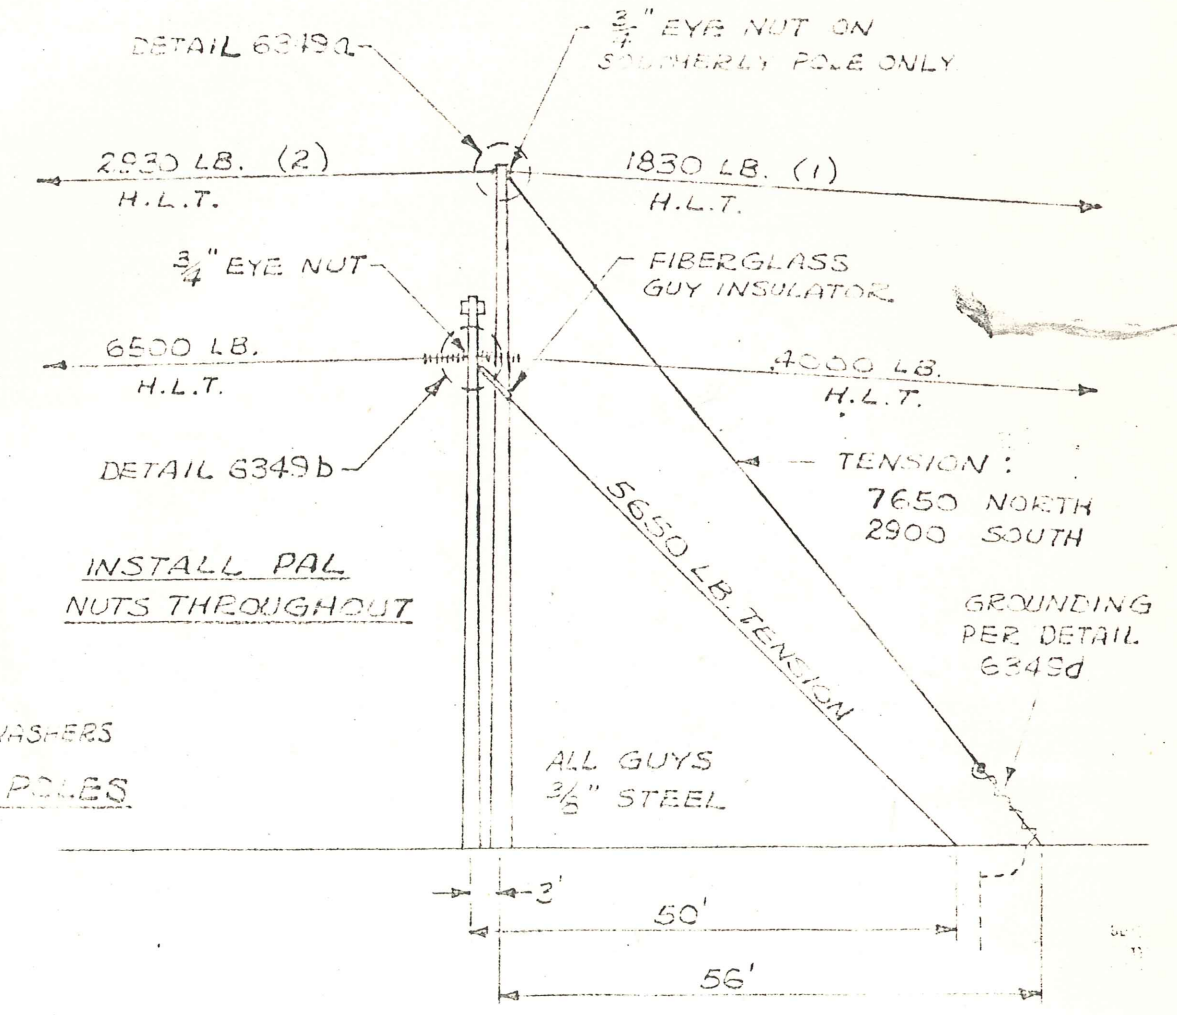 DETAIL 6349a
3/4" EYE NUT ON
SOUTHERLY POLE ONLY
2930 LB. (2)
H.L.T.
1830 LB. (1)
H.L.T.
3/4" EYE NUT
FIBERGLASS
GUY INSULATOR
6500 LB.
H.L.T.
4000 LB.
H.L.T.
DETAIL 6349b
TENSION:
7650 NORTH
2900 SOUTH
5650 LB. TENSION
INSTALL PAL
NUTS THROUGHOUT
GROUNDING
PER DETAIL
6349d
WASHERS
POLES
ALL GUYS
3/8" STEEL
3'
50'
56'